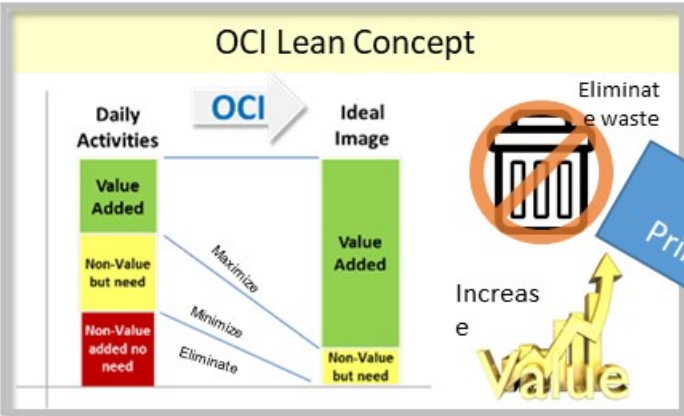 OCI Lean Concept
Daily
Activities
OCI
Ideal
Image
Value
Added
Non-Value
but need
Non-Value
added no
need
Maximize
Minimize
Eliminate
Value
Added
Non-Value
but need
Eliminat
e waste
Increas
e
Value